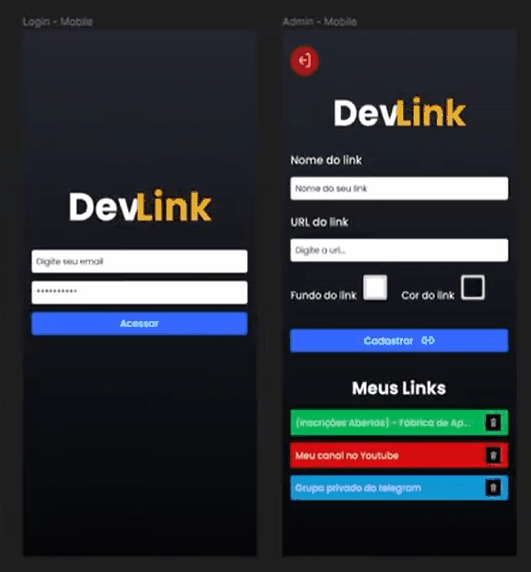 Login - Mobile
DevLink
Digite seu email
**********
Acessar
Admin - Mobile
DevLink
Nome do link
Nome do seu link
URL do link
Digite a url...
Fundo do link
Cor do link
Cadastrar
Meus Links
(Inscrições Abertas) - Fábrica de Ap...
Meu canal no Youtube
Grupo privado do telegram